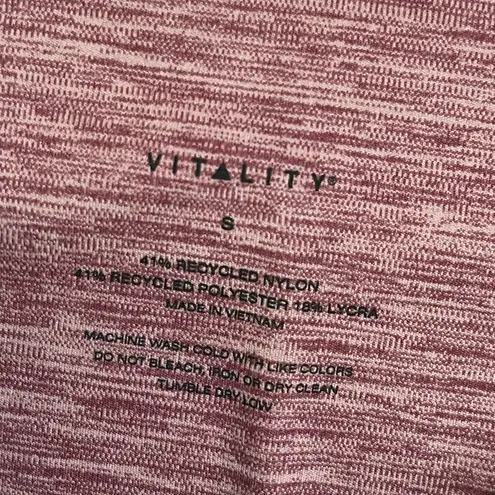 VITALITY®
S
41% RECYCLED NYLON
41% RECYCLED POLYESTER 18% LYCRA
MADE IN VIETNAM
MACHINE WASH COLD WITH LIKE COLORS
DO NOT BLEACH, IRON OR DRY CLEAN
TUMBLE DRY LOW